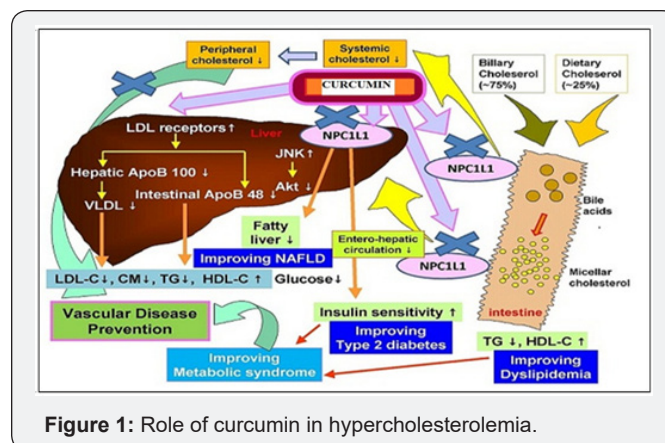 Peripheral
cholesterol ↓
Systemic
cholesterol ↓
Billary
Choleserol
(~75%)
Dietary
Choleserol
(~25%)
CURCUMIN
LDL receptors ↑
Liver
NPC1L1
JNK↑
Hepatic ApoB 100 ↓
Intestinal ApoB 48 ↓
Akt ↓
VLDL ↓
NPC1L1
Bile
acids
Fatty
liver ↓
Improving NAFLD
Entero-hepatic
circulation ↓
NPC1L1
Micellar
cholesterol
LDL-C↓, CM↓, TG↓, HDL-C ↑
Glucose↓
intestine
Vascular Disease
Prevention
Insulin sensitivity ↑
Improving
Type 2 diabetes
TG ↓, HDL-C ↑
Improving
Dyslipidemia
Improving
Metabolic syndrome
Figure 1: Role of curcumin in hypercholesterolemia.